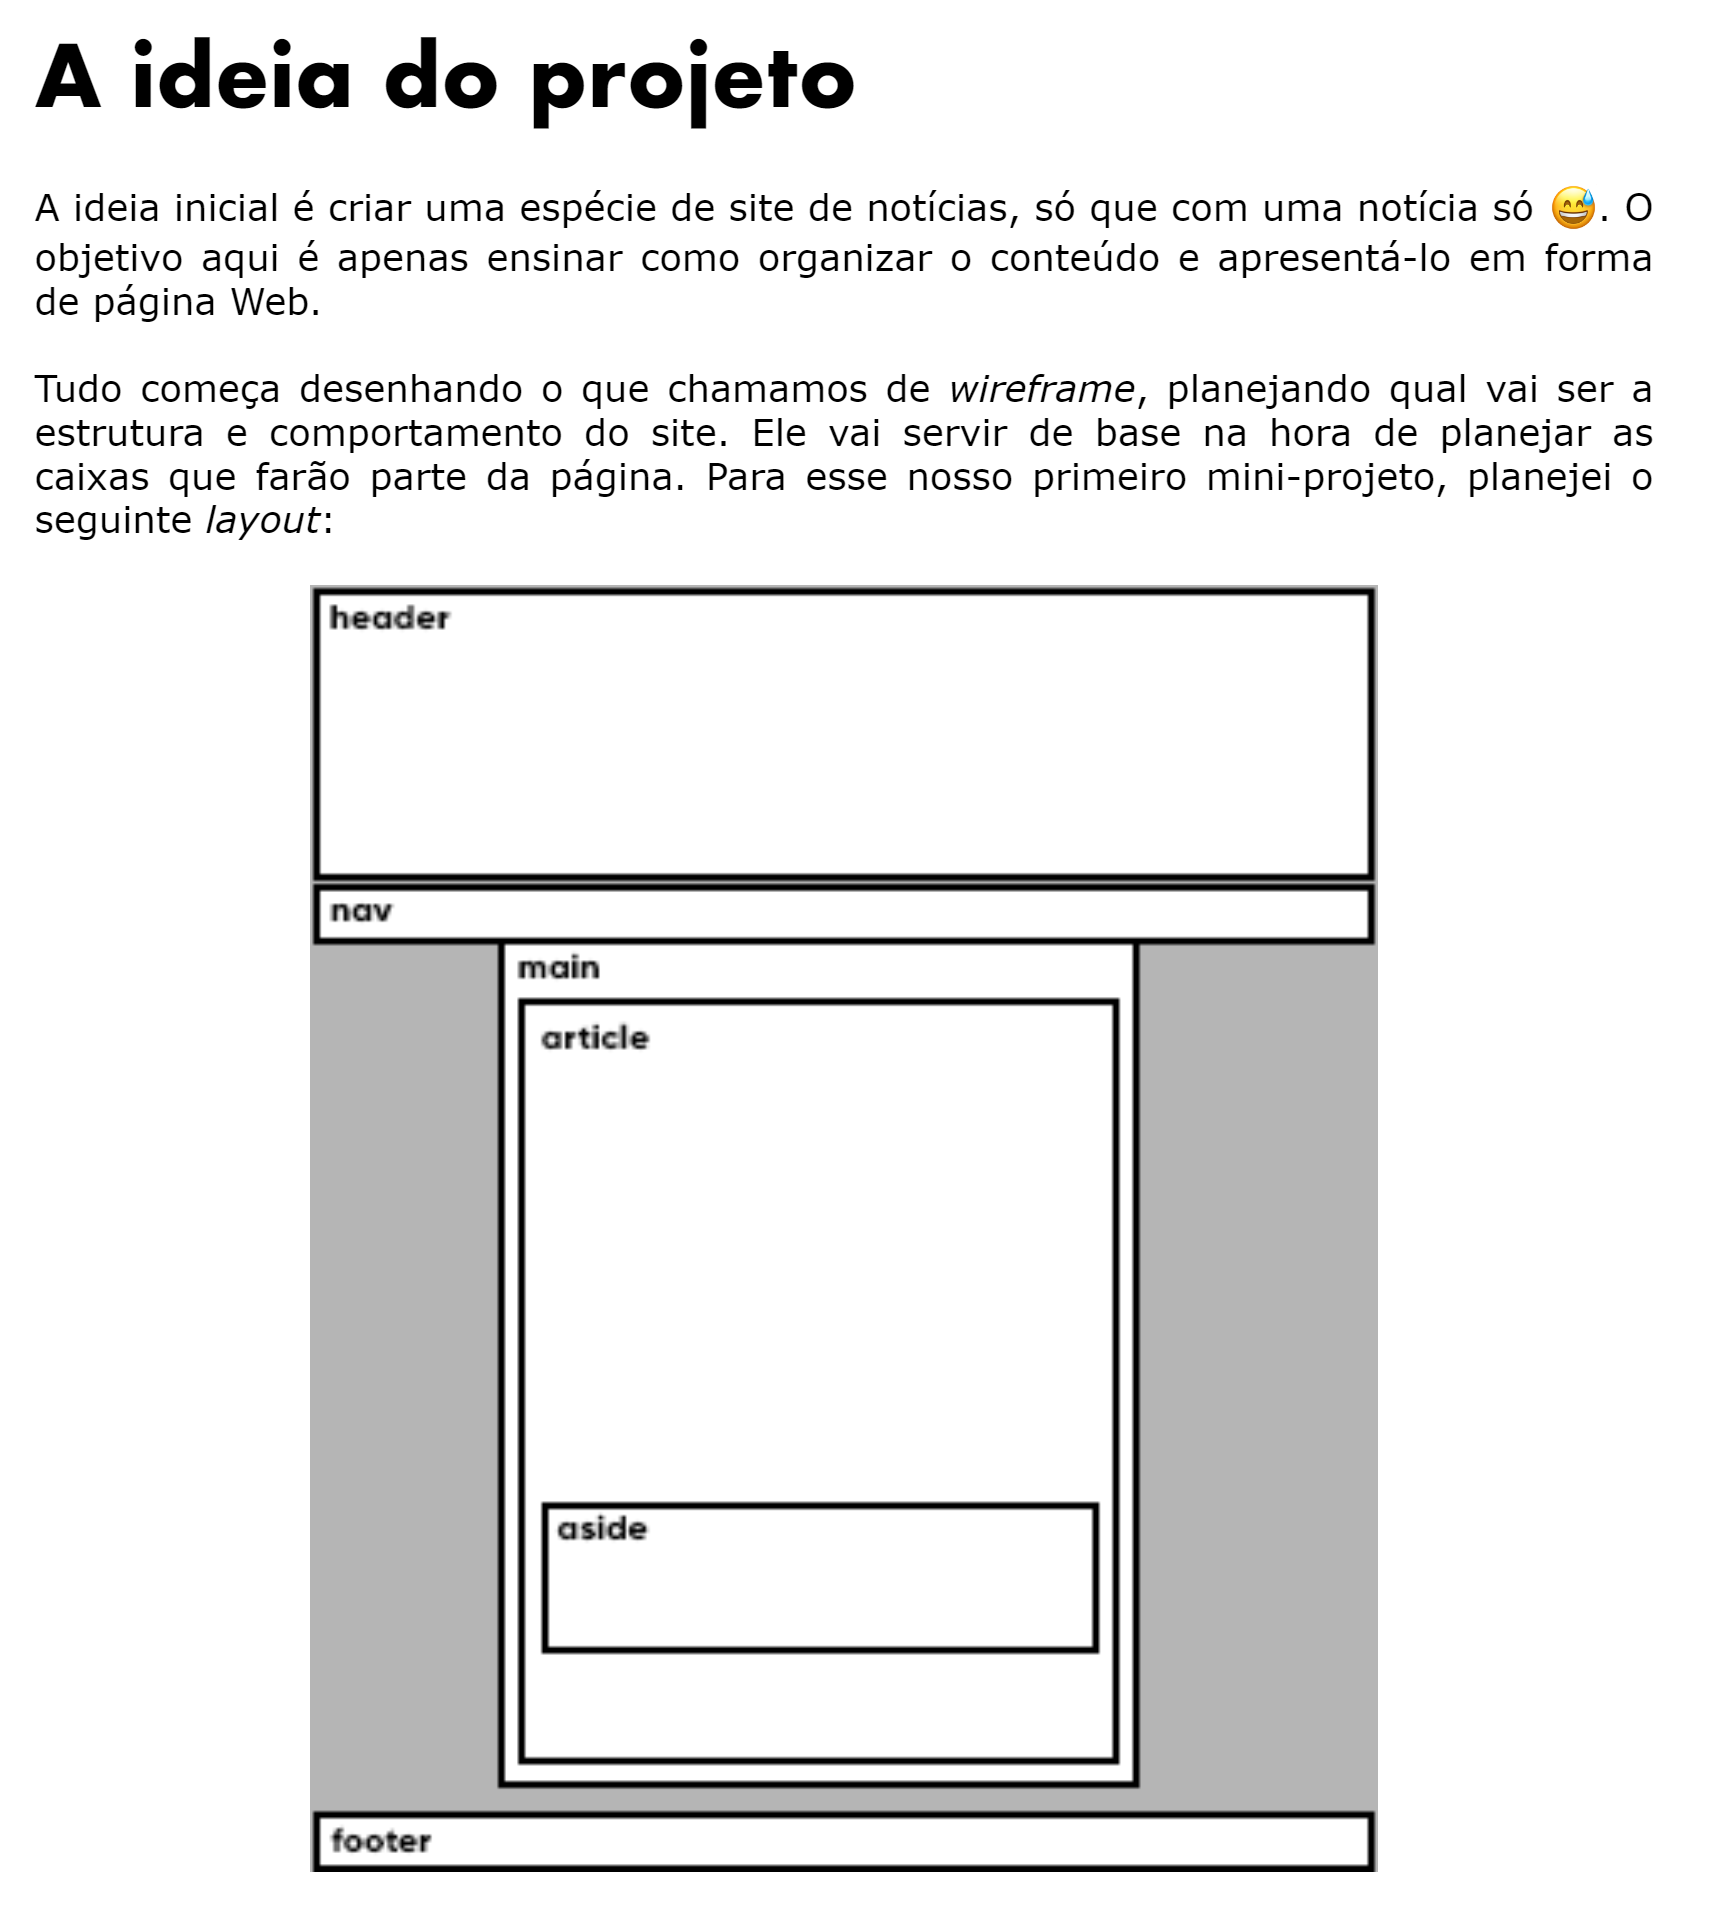 A ideia do projeto
A ideia inicial é criar uma espécie de site de notícias, só que com uma notícia só 😅. O
objetivo aqui é apenas ensinar como organizar o conteúdo e apresentá-lo em forma
de página Web.
Tudo começa desenhando o que chamamos de wireframe, planejando qual vai ser a
estrutura e comportamento do site. Ele vai servir de base na hora de planejar as
caixas que farão parte da página. Para esse nosso primeiro mini-projeto, planejei o
seguinte layout:
header
nav
main
article
aside
footer